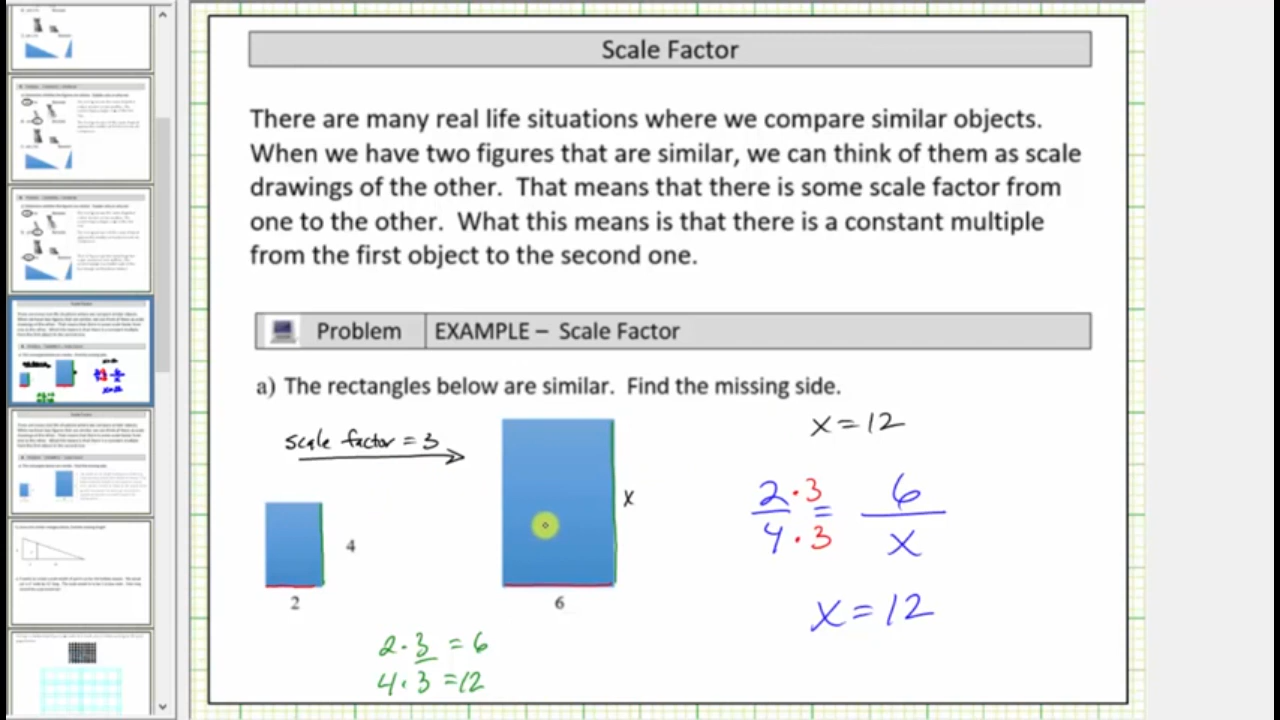 Scale Factor
There are many real life situations where we compare similar objects.
When we have two figures that are similar, we can think of them as scale
drawings of the other. That means that there is some scale factor from
one to the other. What this means is that there is a constant multiple
from the first object to the second one.
Problem EXAMPLE – Scale Factor
a) The rectangles below are similar. Find the missing side.
scale factor = 3
x = 12
x
4
2
6
2 · 3 = 6
4 · 3 x
x = 12
2 · 3 = 6
4 · 3 = 12